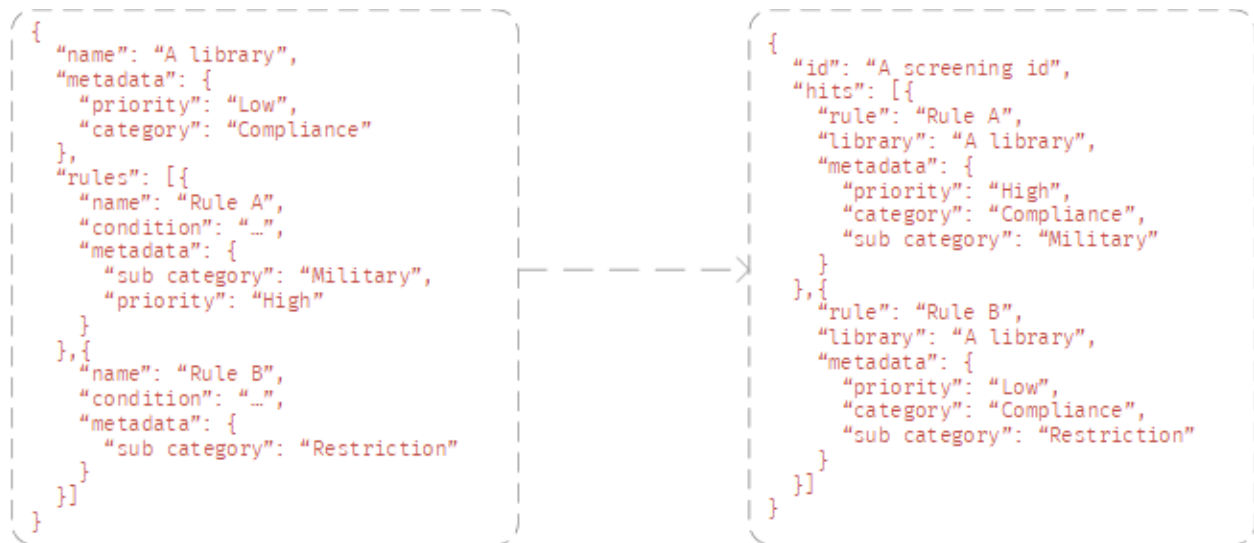 {
“name”: “A library”,
“metadata”: {
“priority”: “Low”,
“category”: “Compliance”
},
“rules”: [{
“name”: “Rule A”,
“condition”: “…”,
“metadata”: {
“sub category”: “Military”,
“priority”: “High”
}
},{
“name”: “Rule B”,
“condition”: “…”,
“metadata”: {
“sub category”: “Restriction”
}
}]
}
{
“id”: “A screening id”,
“hits”: [{
“rule”: “Rule A”,
“library”: “A library”,
“metadata”: {
“priority”: “High”,
“category”: “Compliance”,
“sub category”: “Military”
}
},{
“rule”: “Rule B”,
“library”: “A library”,
“metadata”: {
“priority”: “Low”,
“category”: “Compliance”,
“sub category”: “Restriction”
}
}]
}